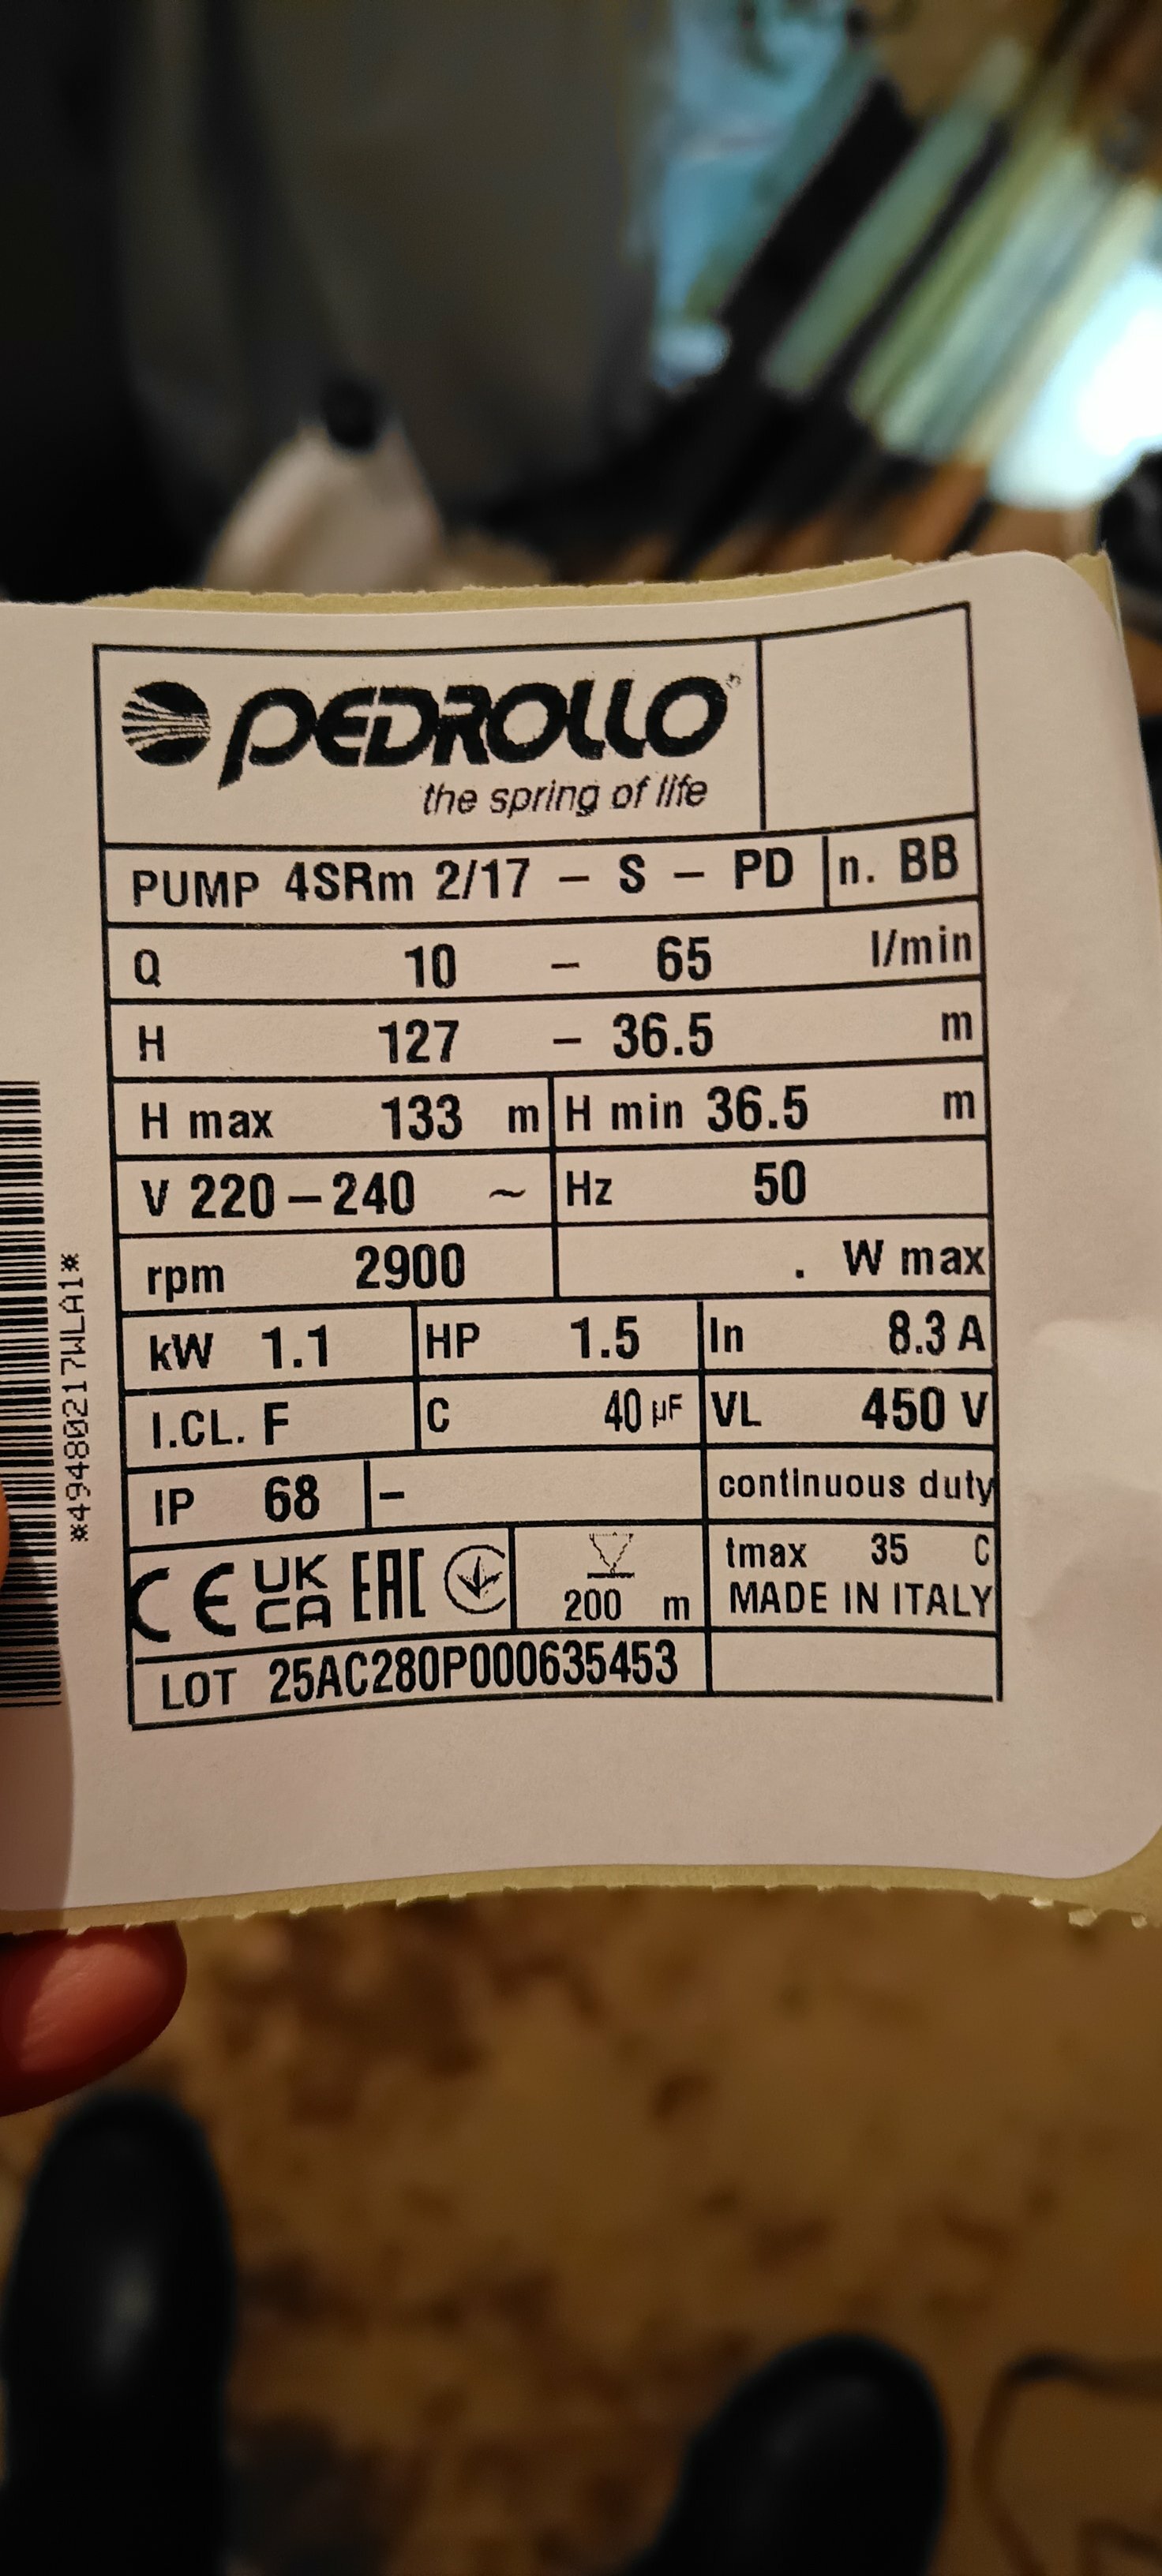 PEDROLLO
the spring of life
PUMP 4SRm 2/17 – S – PD n. BB
Q 10 – 65 l/min
H 127 – 36.5 m
H max 133 m H min 36.5 m
V 220–240 ~ Hz 50
rpm 2900 . W max
kW 1.1 HP 1.5 In 8.3 A
I.CL. F C 40 µF VL 450 V
IP 68 – continuous duty
CE UK CA EAC 200 m tmax 35 C
MADE IN ITALY
LOT 25AC280P000635453
*49480217WLA1*